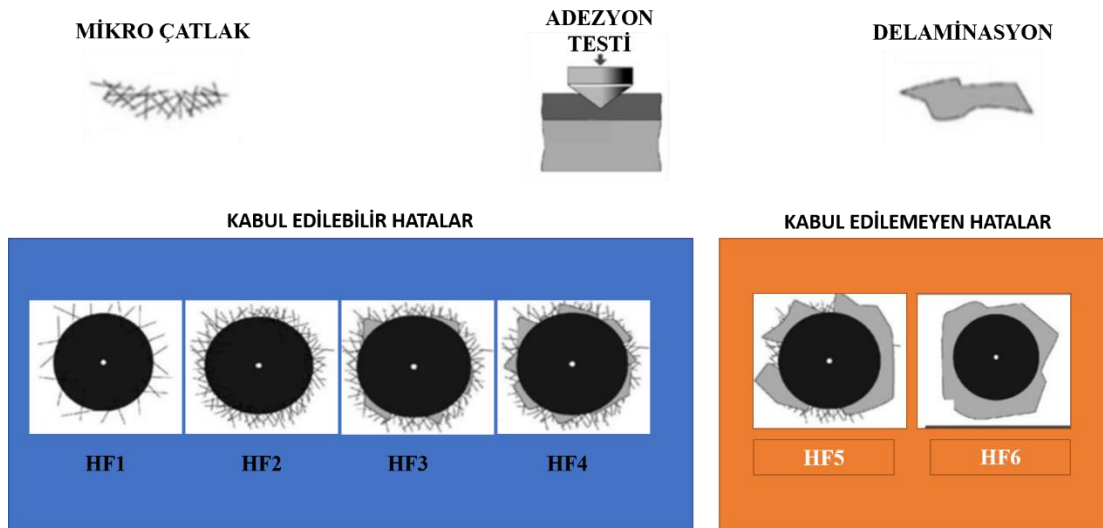 MİKRO ÇATLAK
ADEZYON
TESTİ
DELAMİNASYON
KABUL EDİLEBİLİR HATALAR
KABUL EDİLEMEYEN HATALAR
HF1
HF2
HF3
HF4
HF5
HF6